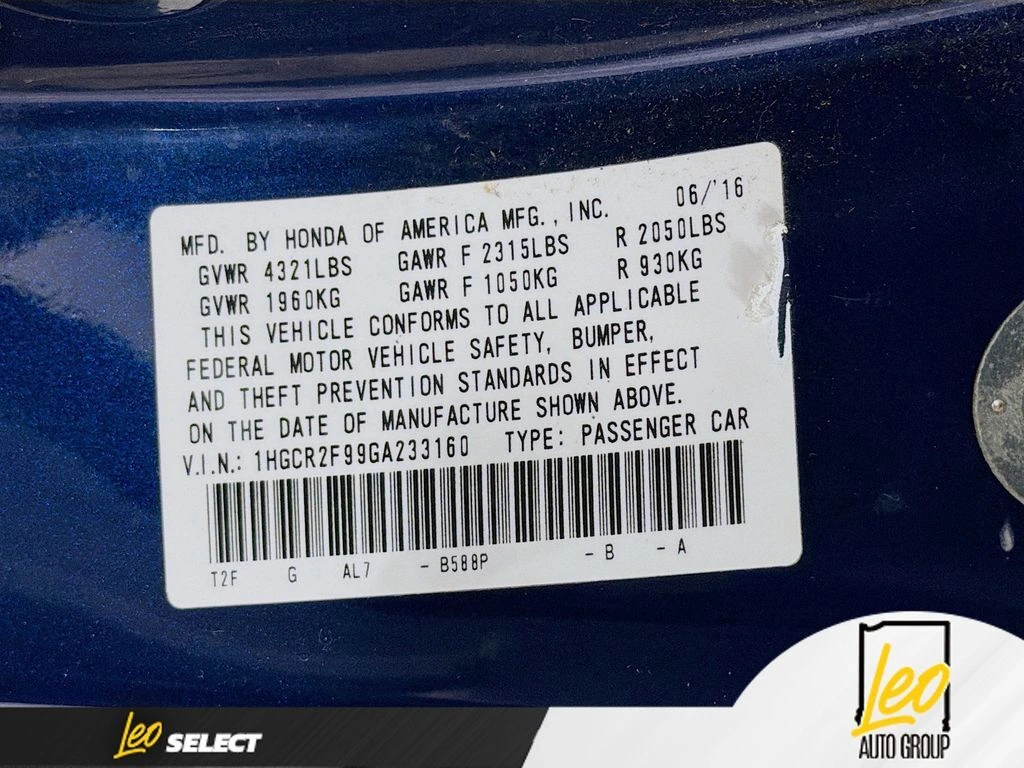 MFD. BY HONDA OF AMERICA MFG., INC. 06/'16
GVWR 4321LBS GAWR F 2315LBS R 2050LBS
GVWR 1960KG GAWR F 1050KG R 930KG
THIS VEHICLE CONFORMS TO ALL APPLICABLE
FEDERAL MOTOR VEHICLE SAFETY, BUMPER,
AND THEFT PREVENTION STANDARDS IN EFFECT
ON THE DATE OF MANUFACTURE SHOWN ABOVE.
V.I.N.: 1HGCR2F99GA233160 TYPE: PASSENGER CAR
T2F G AL7 - B588P - B - A
Leo SELECT
Leo
AUTO GROUP